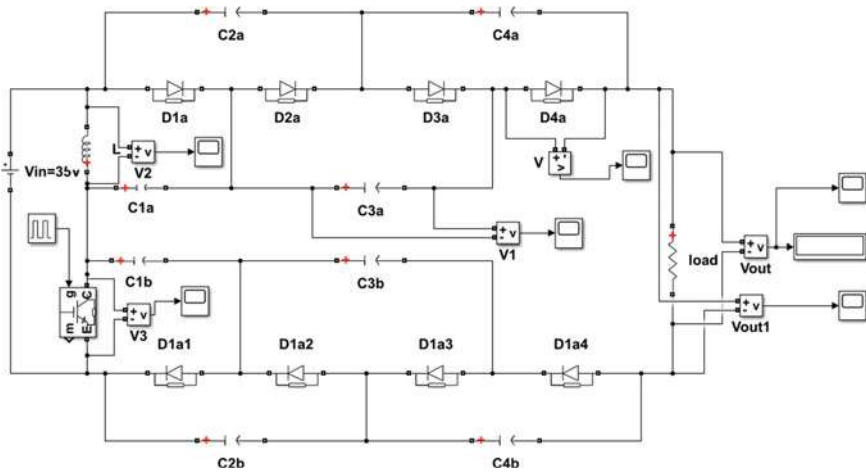 C2a
C4a
D1a
D2a
D3a
D4a
Vin=35v
L
+
-
v
V2
V
+
-
v
C1a
C3a
+
-
v
V1
C1b
C3b
g
C
m
E
+
-
v
V3
load
+
-
v
Vout
+
-
v
Vout1
D1a1
D1a2
D1a3
D1a4
C2b
C4b